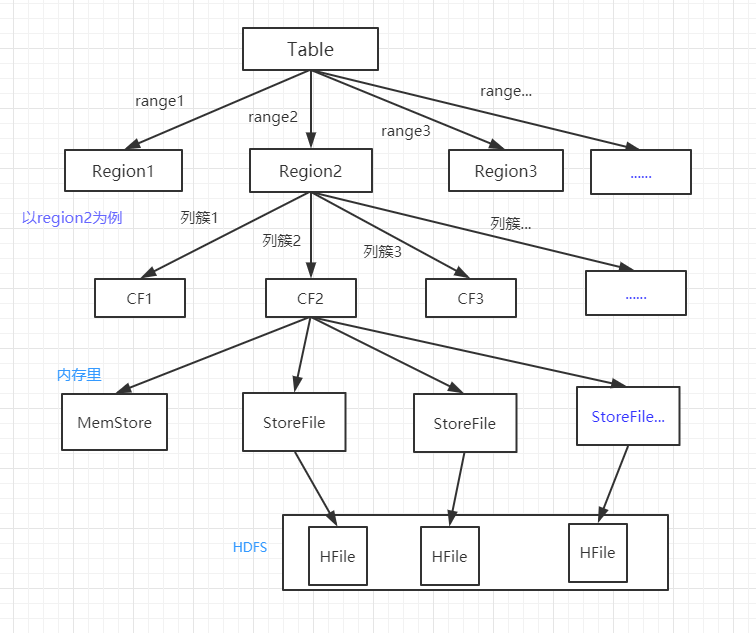 Table
range1
range2
range3
range...
Region1
Region2
Region3
......
以region2为例
列簇1
列簇2
列簇3
列簇...
CF1
CF2
CF3
......
内存里
MemStore
StoreFile
StoreFile
StoreFile...
HDFS
HFile
HFile
HFile